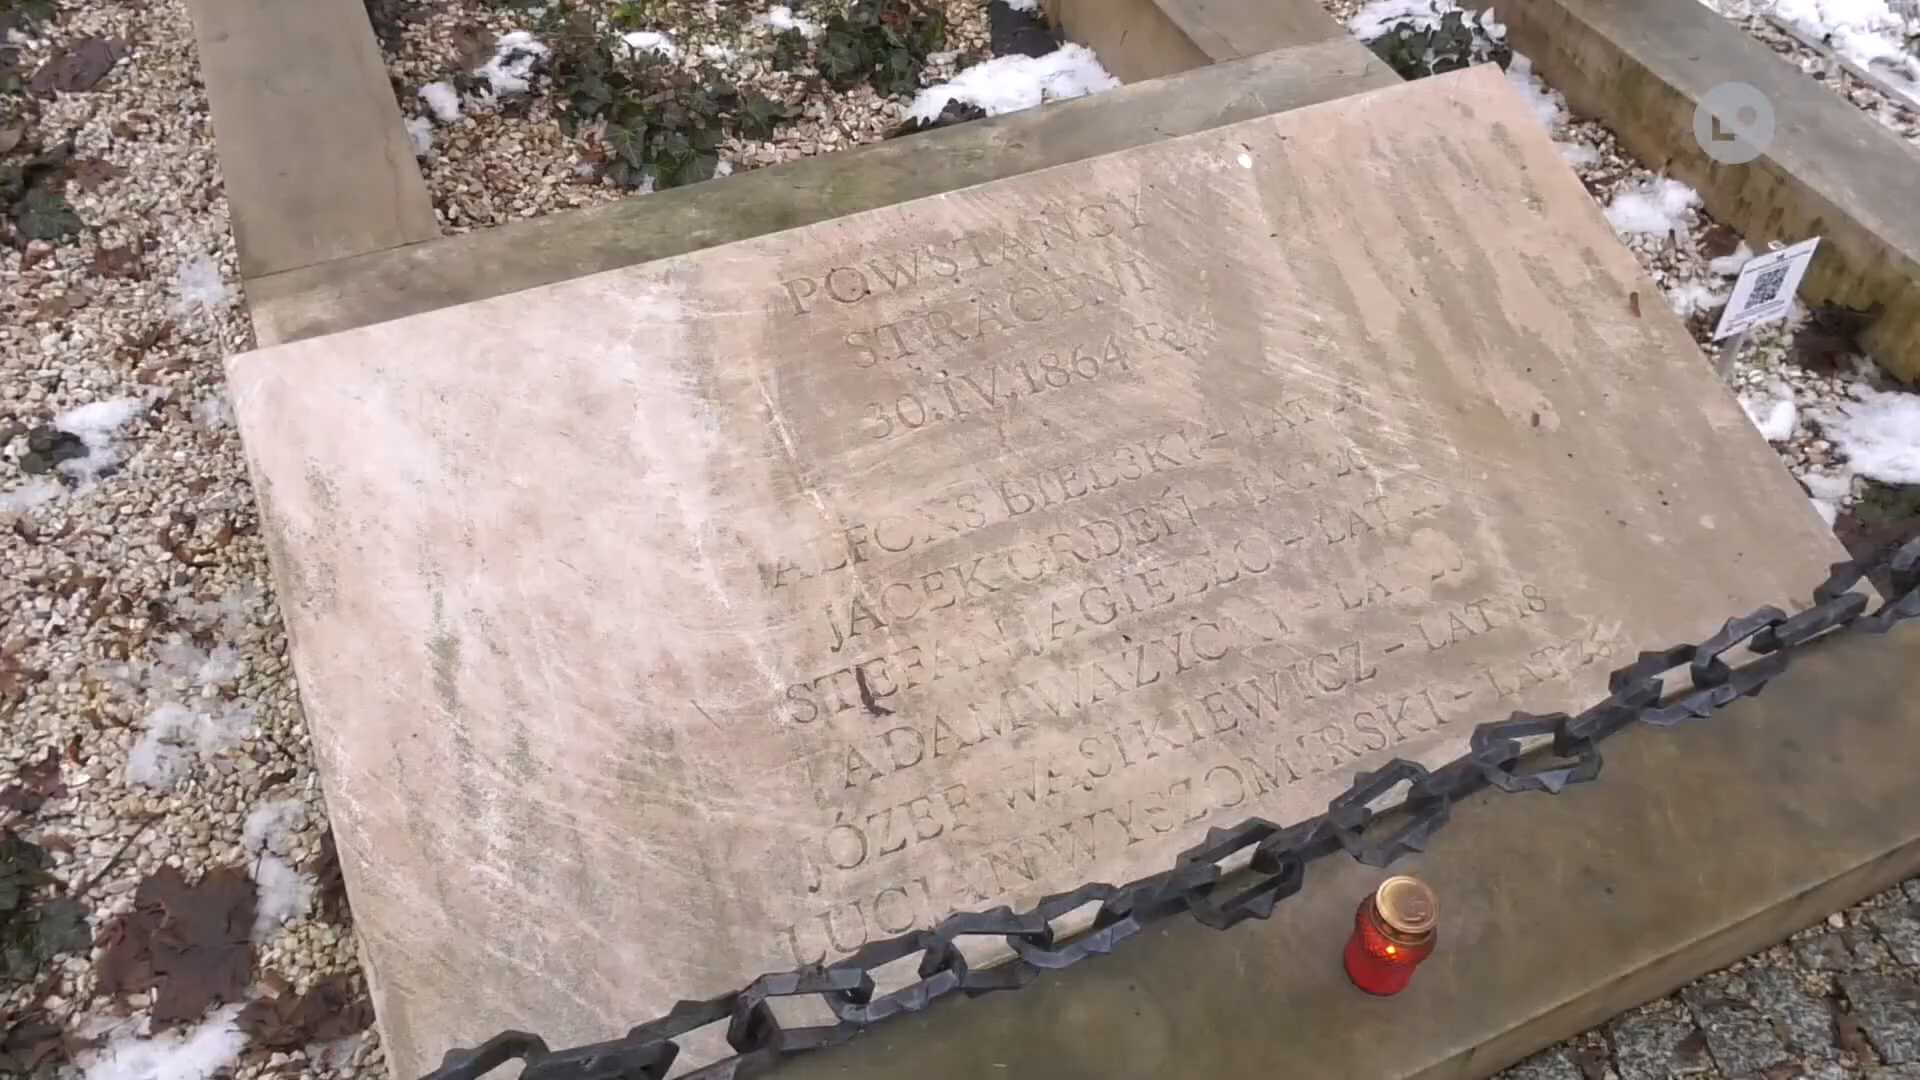 POWSTAŃCY
STRACENI
30.IV.1864 R.
ALFONS BIELSKI – LAT
JACEK GRDEŃ – LAT
STEFAN JAGIEŁŁO – LAT
ADAM WAŻYCKI – LAT
JÓZEF WASIKIEWICZ – LAT 18
LUCJAN WYSZOMIRSKI – LAT